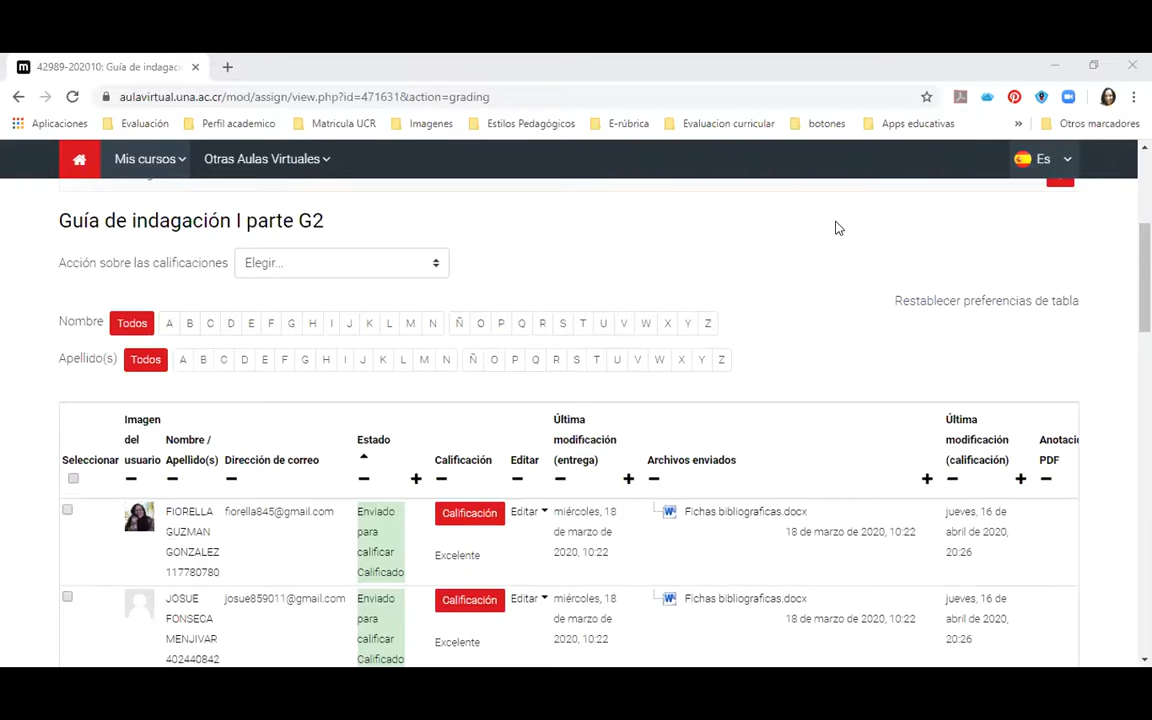 42989-202010: Guía de indagac
aulavirtual.una.ac.cr/mod/assign/view.php?id=471631&action=grading
Aplicaciones Evaluación Perfil academico Matricula UCR Imagenes Estilos Pedagógicos E-rúbrica Evaluacion curricular botones Apps educativas » Otros marcadores
Mis cursos Otras Aulas Virtuales Es
Guía de indagación I parte G2
Acción sobre las calificaciones Elegir...
Restablecer preferencias de tabla
Nombre Todos A B C D E F G H I J K L M N Ñ O P Q R S T U V W X Y Z
Apellido(s) Todos A B C D E F G H I J K L M N Ñ O P Q R S T U V W X Y Z
Seleccionar
Imagen
del
usuario
Nombre /
Apellido(s)
Dirección de correo
Estado
Calificación
Editar
Última
modificación
(entrega)
Archivos enviados
Última
modificación
(calificación)
Anotacio
PDF
FIORELLA
GUZMAN
GONZALEZ
117780780
fiorella845@gmail.com
Enviado
para
calificar
Calificado
Calificación
Excelente
Editar
miércoles, 18
de marzo de
2020, 10:22
Fichas bibliograficas.docx
18 de marzo de 2020, 10:22
jueves, 16 de
abril de 2020,
20:26
JOSUE
FONSECA
MENJIVAR
402440842
josue859011@gmail.com
Enviado
para
calificar
Calificado
Calificación
Excelente
Editar
miércoles, 18
de marzo de
2020, 10:22
Fichas bibliograficas.docx
18 de marzo de 2020, 10:22
jueves, 16 de
abril de 2020,
20:26